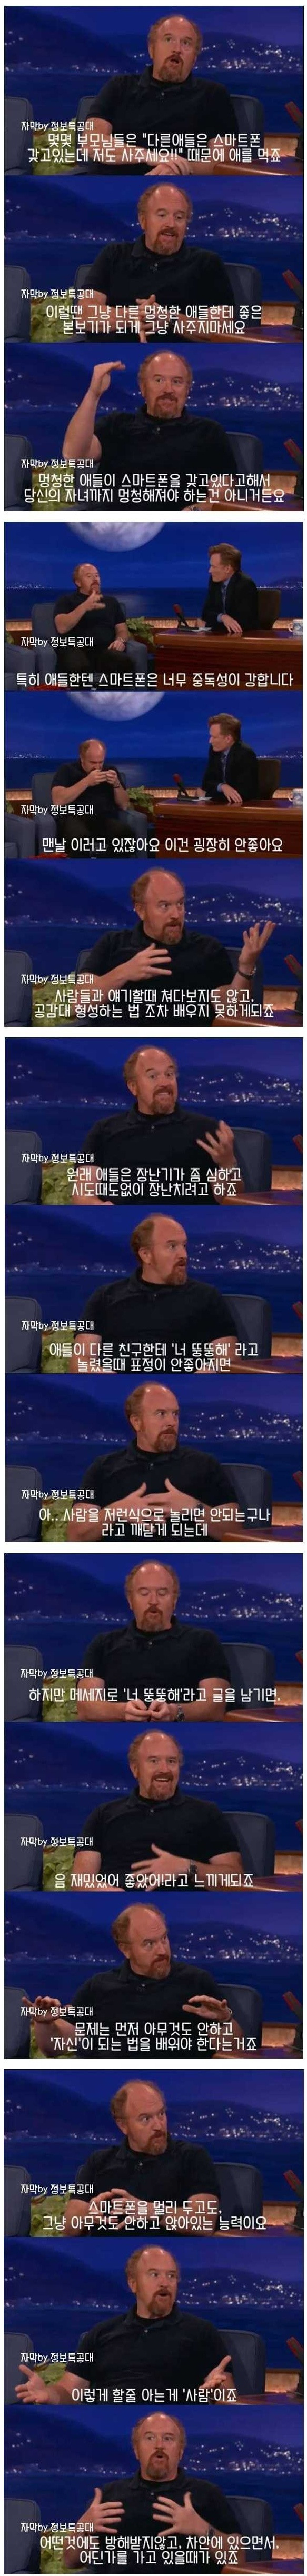 자막by 정보특공대
몇몇 부모님들은 "다른애들은 스마트폰
갖고있는데 저도 사주세요!!" 때문에 애를 먹죠
자막by 정보특공대
이럴땐 그냥 다른 멍청한 애들한테 좋은
본보기가 되게 그냥 사주지마세요
자막by 정보특공대
멍청한 애들이 스마트폰을 갖고있다고해서
당신의 자녀까지 멍청해져야 하는건 아니거든요
자막by 정보특공대
특히 애들한텐 스마트폰은 너무 중독성이 강합니다
자막by 정보특공대
맨날 이러고 있잖아요 이건 굉장히 안좋아요
자막by 정보특공대
사람들과 얘기할때 쳐다보지도 않고,
공감대 형성하는 법 조차 배우지 못하게되죠
자막by 정보특공대
원래 애들은 장난기가 좀 심하고
시도때도없이 장난치려고 하죠
자막by 정보특공대
애들이 다른 친구한테 '너 뚱뚱해' 라고
놀렸을때 표정이 안좋아지면
자막by 정보특공대
아.. 사람을 저런식으로 놀리면 안되는구나
라고 깨닫게 되는데
자막by 정보특공대
하지만 메세지로 '너 뚱뚱해'라고 글을 남기면,
자막by 정보특공대
음 재밌었어 좋았어!라고 느끼게되죠
자막by 정보특공대
문제는 먼저 아무것도 안하고
'자신'이 되는 법을 배워야 한다는거죠
자막by 정보특공대
스마트폰을 멀리 두고도,
그냥 아무것도 안하고 앉아있는 능력이요
자막by 정보특공대
이렇게 할줄 아는게 '사람'이죠
자막by 정보특공대
어떤것에도 방해받지않고, 차안에 있으면서,
어딘가를 가고 있을때가 있죠